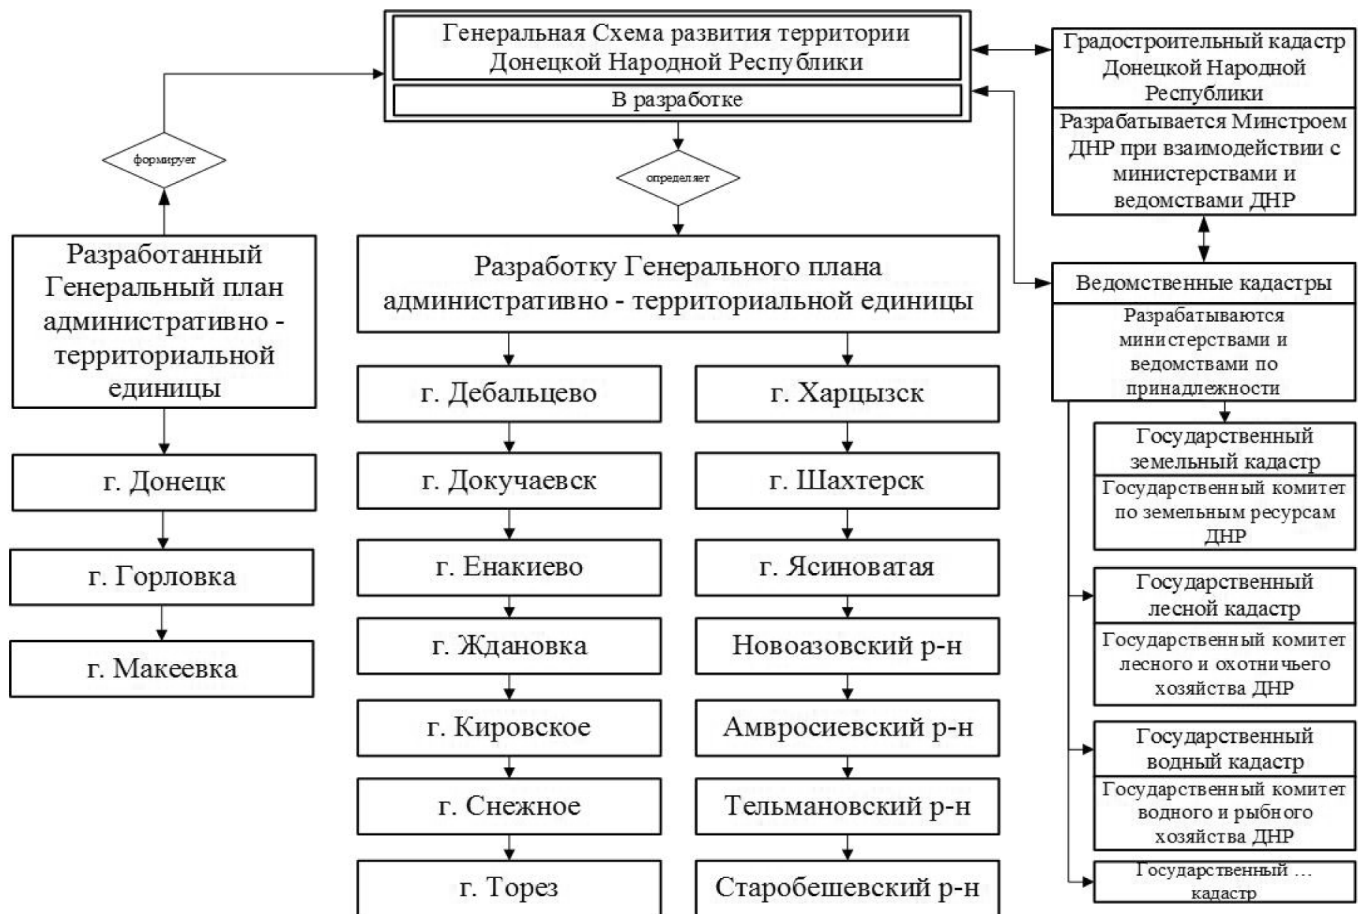 Генеральная Схема развития территории
Донецкой Народной Республики
В разработке
формирует
определяет
Разработанный
Генеральный план
административно -
территориальной
единицы
г. Донецк
г. Горловка
г. Макеевка
Разработку Генерального плана
административно - территориальной единицы
г. Дебальцево
г. Докучаевск
г. Енакиево
г. Ждановка
г. Кировское
г. Снежное
г. Торез
г. Харцызск
г. Шахтерск
г. Ясиноватая
Новоазовский р-н
Амвросиевский р-н
Тельмановский р-н
Старобешевский р-н
Градостроительный кадастр
Донецкой Народной
Республики
Разрабатывается Минстроем
ДНР при взаимодействии с
министерствами и
ведомствами ДНР
Ведомственные кадастры
Разрабатываются
министерствами и
ведомствами по
принадлежности
Государственный
земельный кадастр
Государственный комитет
по земельным ресурсам
ДНР
Государственный
лесной кадастр
Государственный комитет
лесного и охотничьего
хозяйства ДНР
Государственный
водный кадастр
Государственный комитет
водного и рыбного
хозяйства ДНР
Государственный …
кадастр